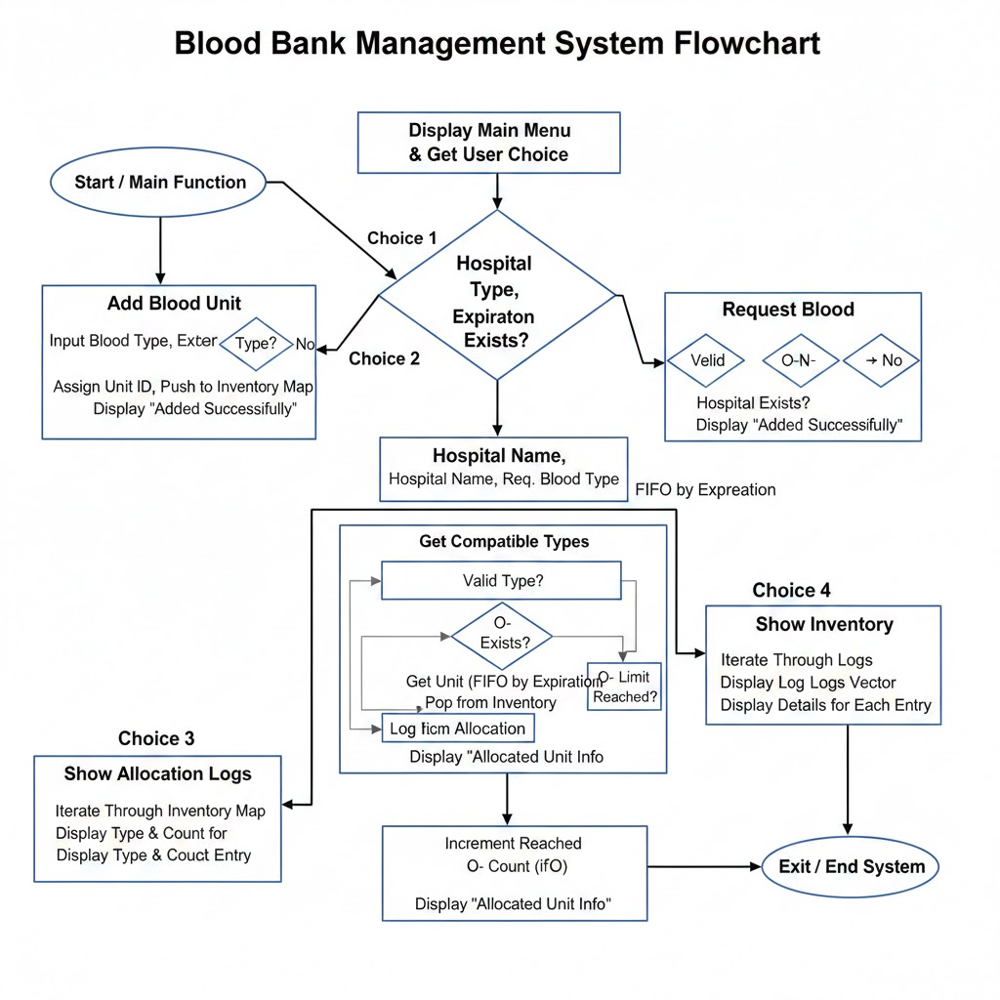 Blood Bank Management System Flowchart
Display Main Menu
& Get User Choice
Start / Main Function
Choice 1
Hospital
Type,
Expiraton
Exists?
Choice 2
Add Blood Unit
Input Blood Type, Exter
Type?
No
Assign Unit ID, Push to Inventory Map
Display "Added Successfully"
Request Blood
Velid
O-N-
→ No
Hospital Exists?
Display "Added Successifully"
Hospital Name,
Hospital Name, Req. Blood Type
FIFO by Expreation
Get Compatible Types
Valid Type?
O-
Exists?
Get Unit (FIFO by Expiration
Pop from Inventory
O- Limit
Reached?
Log Allocation
Display "Allocated Unit Info
Choice 4
Show Inventory
Iterate Through Logs
Display Log Logs Vector
Display Details for Each Entry
Choice 3
Show Allocation Logs
Iterate Through Inventory Map
Display Type & Count for
Display Type & Couct Entry
Increment Reached
O- Count (ifO)
Display "Allocated Unit Info"
Exit / End System